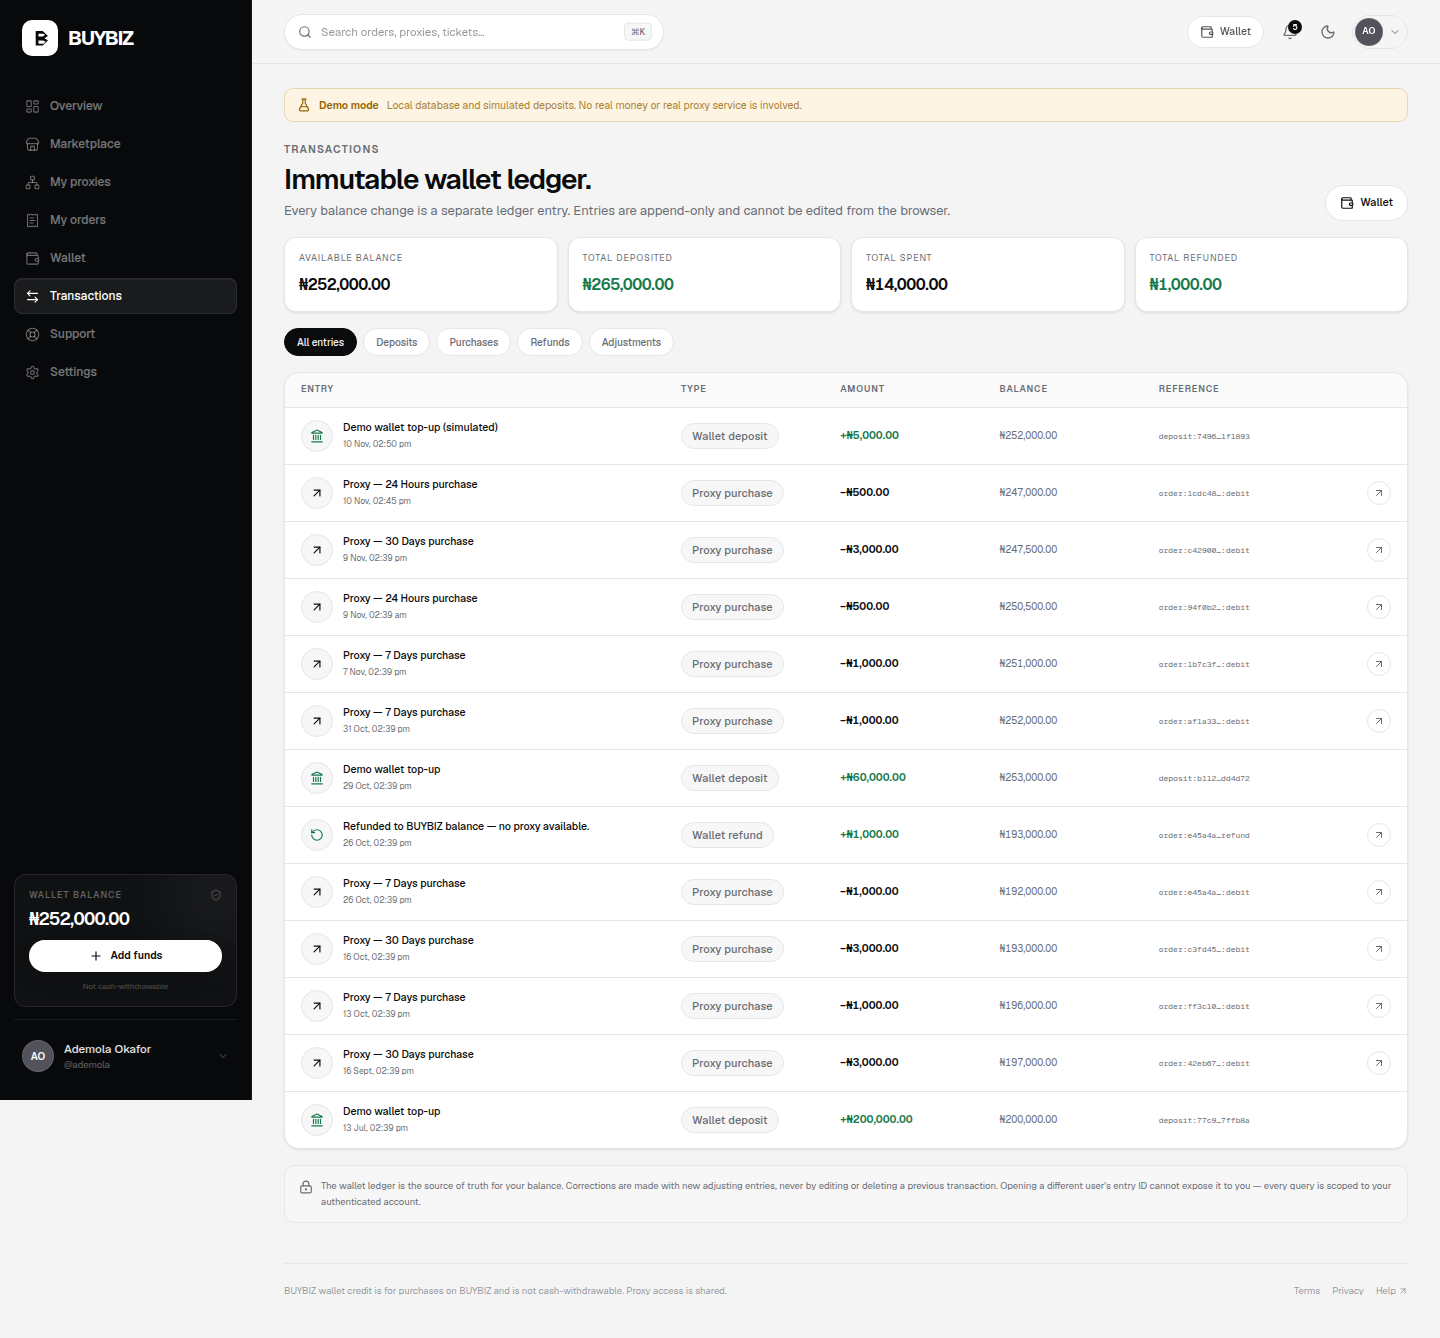 BUYBIZ
Overview
Marketplace
My proxies
My orders
Wallet
Transactions
Support
Settings
WALLET BALANCE
₦252,000.00
Add funds
Not cash-withdrawable
AO
Ademola Okafor
@ademola
Search orders, proxies, tickets…
⌘K
Wallet
5
AO
Demo mode Local database and simulated deposits. No real money or real proxy service is involved.
TRANSACTIONS
Immutable wallet ledger.
Every balance change is a separate ledger entry. Entries are append-only and cannot be edited from the browser.
Wallet
AVAILABLE BALANCE
₦252,000.00
TOTAL DEPOSITED
₦265,000.00
TOTAL SPENT
₦14,000.00
TOTAL REFUNDED
₦1,000.00
All entries Deposits Purchases Refunds Adjustments
ENTRY TYPE AMOUNT BALANCE REFERENCE
Demo wallet top-up (simulated)
10 Nov, 02:50 pm
Wallet deposit +₦5,000.00 ₦252,000.00 deposit:7496…1f1893
Proxy — 24 Hours purchase
10 Nov, 02:45 pm
Proxy purchase −₦500.00 ₦247,000.00 order:1cdc48…:debit
Proxy — 30 Days purchase
9 Nov, 02:39 pm
Proxy purchase −₦3,000.00 ₦247,500.00 order:c42900…:debit
Proxy — 24 Hours purchase
9 Nov, 02:39 am
Proxy purchase −₦500.00 ₦250,500.00 order:94f0b2…:debit
Proxy — 7 Days purchase
7 Nov, 02:39 pm
Proxy purchase −₦1,000.00 ₦251,000.00 order:1b7c3f…:debit
Proxy — 7 Days purchase
31 Oct, 02:39 pm
Proxy purchase −₦1,000.00 ₦252,000.00 order:af1a33…:debit
Demo wallet top-up
29 Oct, 02:39 pm
Wallet deposit +₦60,000.00 ₦253,000.00 deposit:b112…dd4d72
Refunded to BUYBIZ balance — no proxy available.
26 Oct, 02:39 pm
Wallet refund +₦1,000.00 ₦193,000.00 order:e45a4a…refund
Proxy — 7 Days purchase
26 Oct, 02:39 pm
Proxy purchase −₦1,000.00 ₦192,000.00 order:e45a4a…:debit
Proxy — 30 Days purchase
16 Oct, 02:39 pm
Proxy purchase −₦3,000.00 ₦193,000.00 order:c3fd45…:debit
Proxy — 7 Days purchase
13 Oct, 02:39 pm
Proxy purchase −₦1,000.00 ₦196,000.00 order:ff3c10…:debit
Proxy — 30 Days purchase
16 Sept, 02:39 pm
Proxy purchase −₦3,000.00 ₦197,000.00 order:42eb67…:debit
Demo wallet top-up
13 Jul, 02:39 pm
Wallet deposit +₦200,000.00 ₦200,000.00 deposit:77c9…7ffb8a
The wallet ledger is the source of truth for your balance. Corrections are made with new adjusting entries, never by editing or deleting a previous transaction. Opening a different user's entry ID cannot expose it to you — every query is scoped to your
authenticated account.
BUYBIZ wallet credit is for purchases on BUYBIZ and is not cash-withdrawable. Proxy access is shared.
Terms Privacy Help